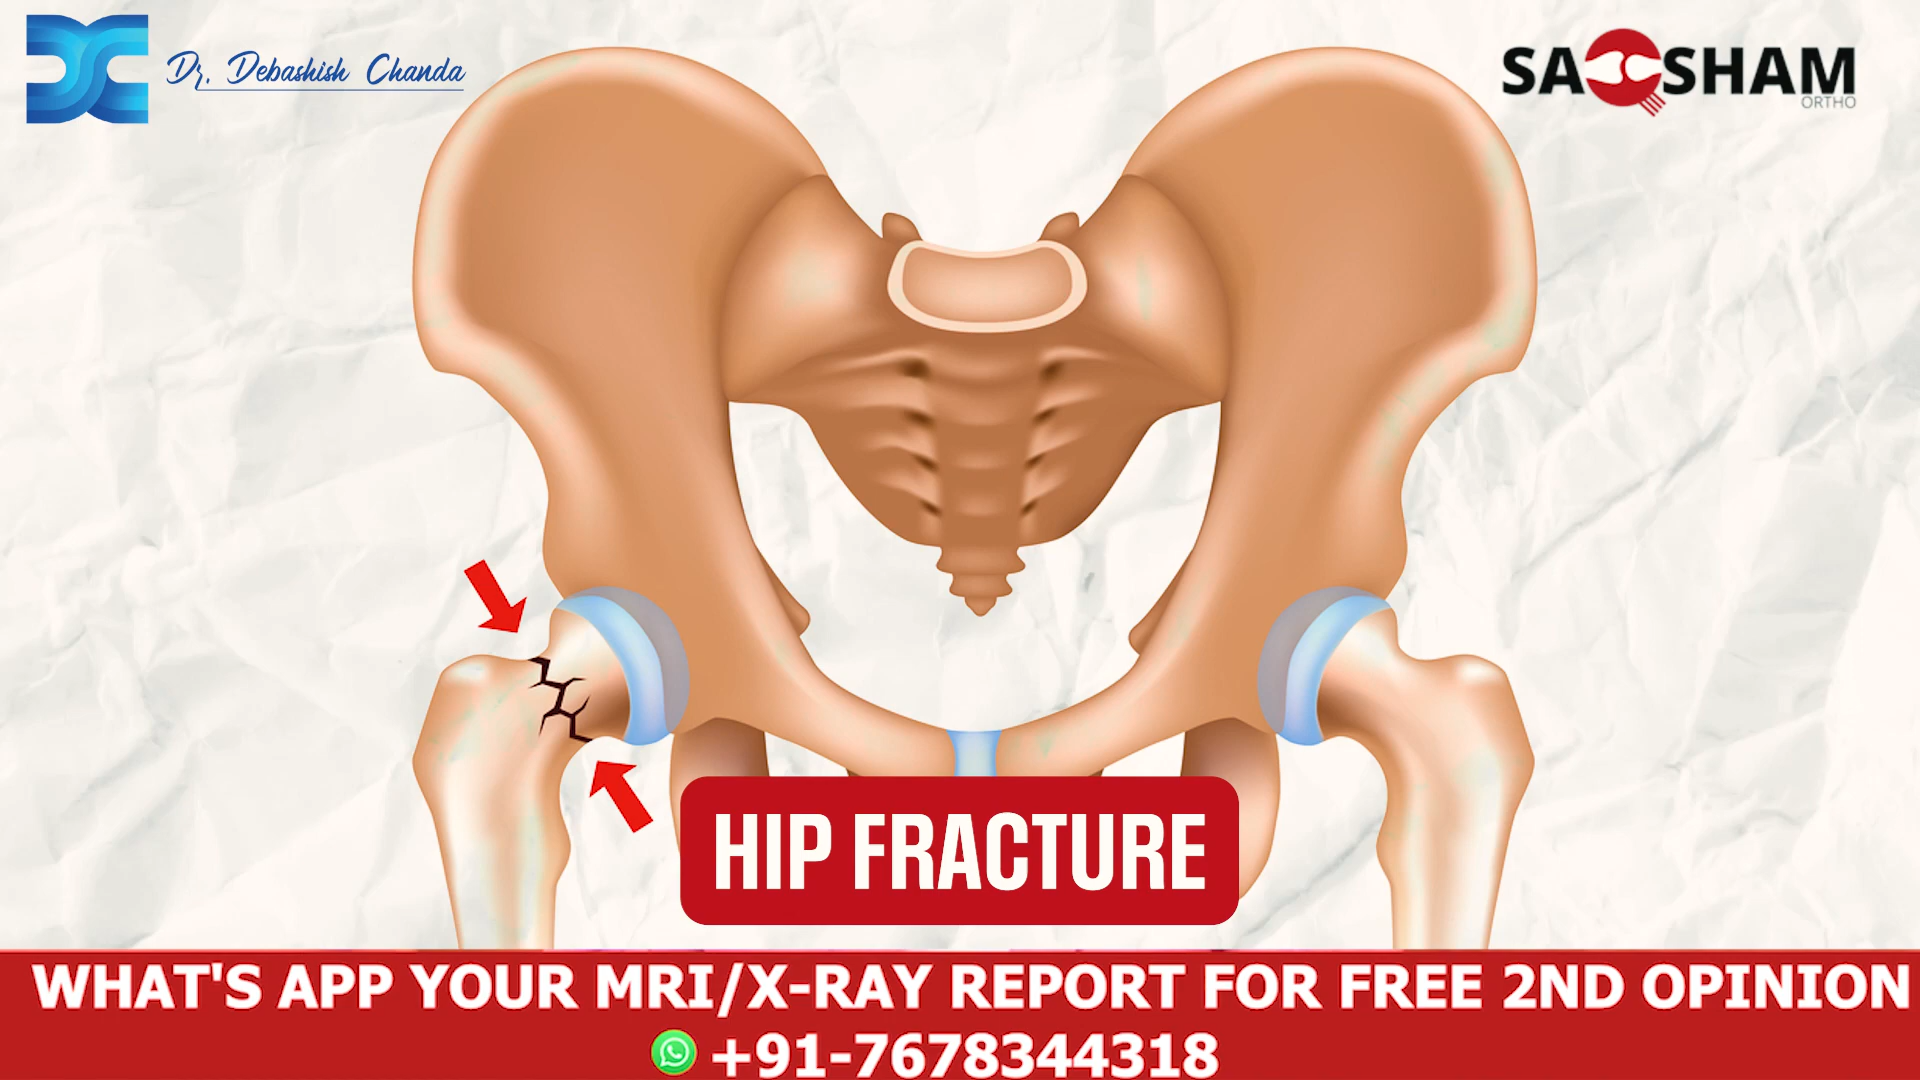 Dr. Debashish Chanda
SAKSHAM
ORTHO
HIP FRACTURE
WHAT'S APP YOUR MRI/X-RAY REPORT FOR FREE 2ND OPINION
+91-7678344318